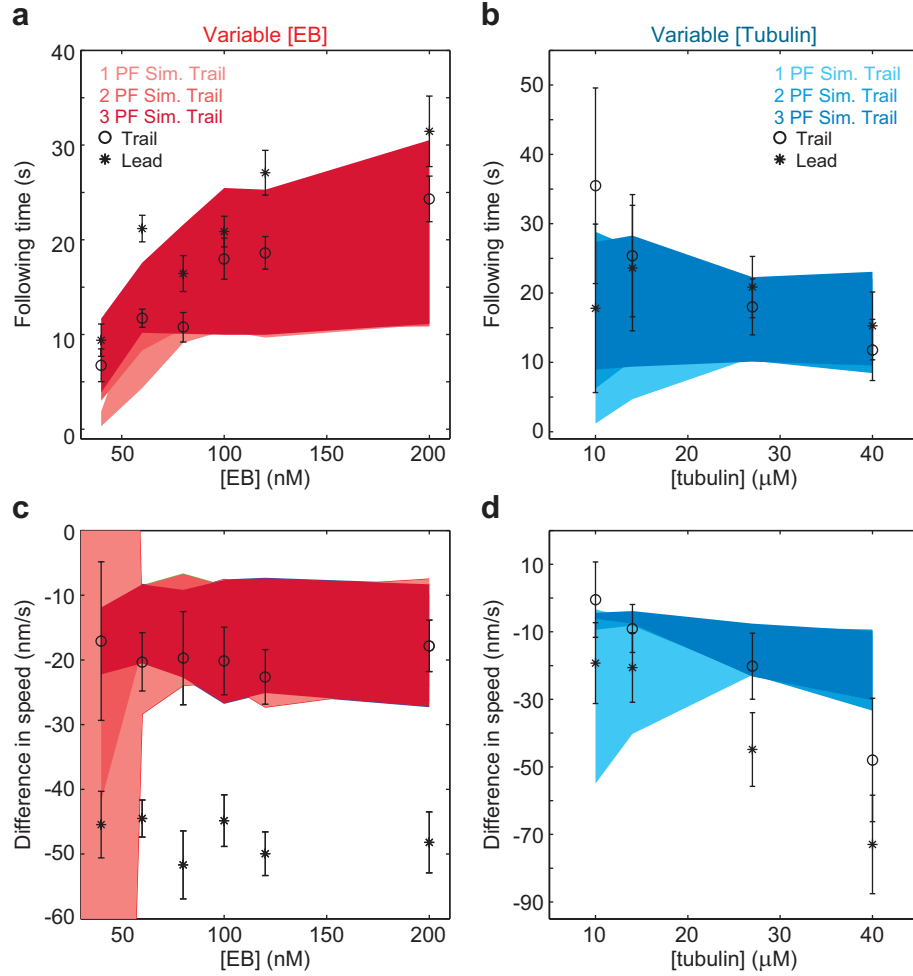 a
Variable [EB]
40
30
20
10
0
Following time (s)
1 PF Sim. Trail
2 PF Sim. Trail
3 PF Sim. Trail
Trail
Lead
50
100
150
200
[EB] (nM)
b
Variable [Tubulin]
60
50
40
30
20
10
0
Following time (s)
1 PF Sim. Trail
2 PF Sim. Trail
3 PF Sim. Trail
Trail
Lead
10
20
30
40
[tubulin] (μM)
c
0
-10
-20
-30
-40
-50
-60
Difference in speed (nm/s)
50
100
150
200
[EB] (nM)
d
10
-10
-30
-50
-70
-90
Difference in speed (nm/s)
10
20
30
40
[tubulin] (μM)